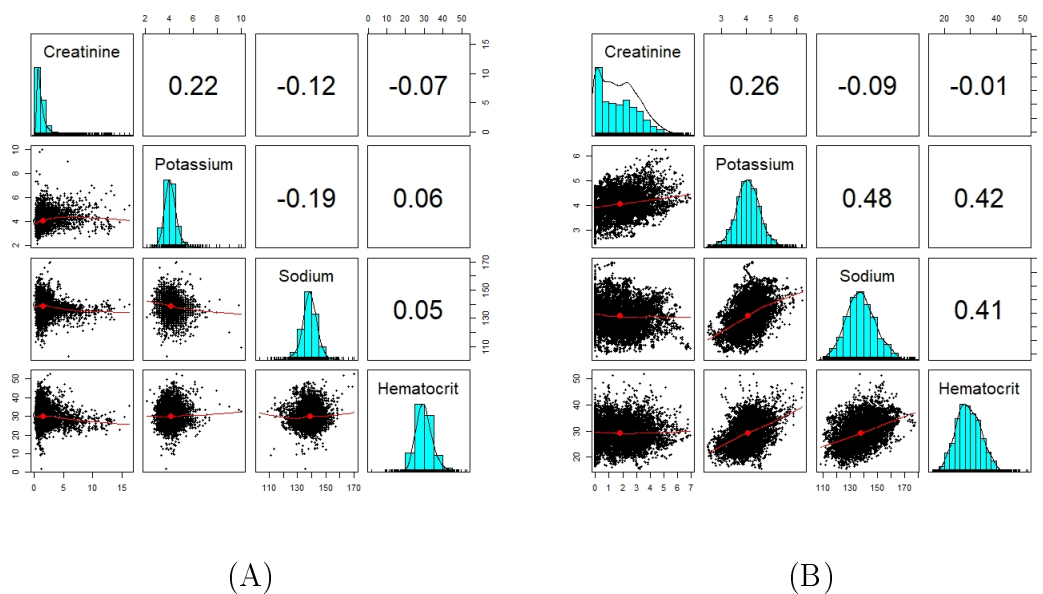 2 4 6 8 10 0 10 20 30 40 50
Creatinine 0.22 -0.12 -0.07
0 5 10 15
Potassium -0.19 0.06
2 4 6 8 10
Sodium 0.05
110 130 150 170
Hematocrit
0 10 20 30 40 50
0 5 10 15 110 130 150 170
(A)
3 4 5 6 20 30 40 50
Creatinine 0.26 -0.09 -0.01
Potassium 0.48 0.42
3 4 5 6
Sodium 0.41
Hematocrit
20 30 40 50
0 1 2 3 4 5 6 7 110 130 150 170
(B)